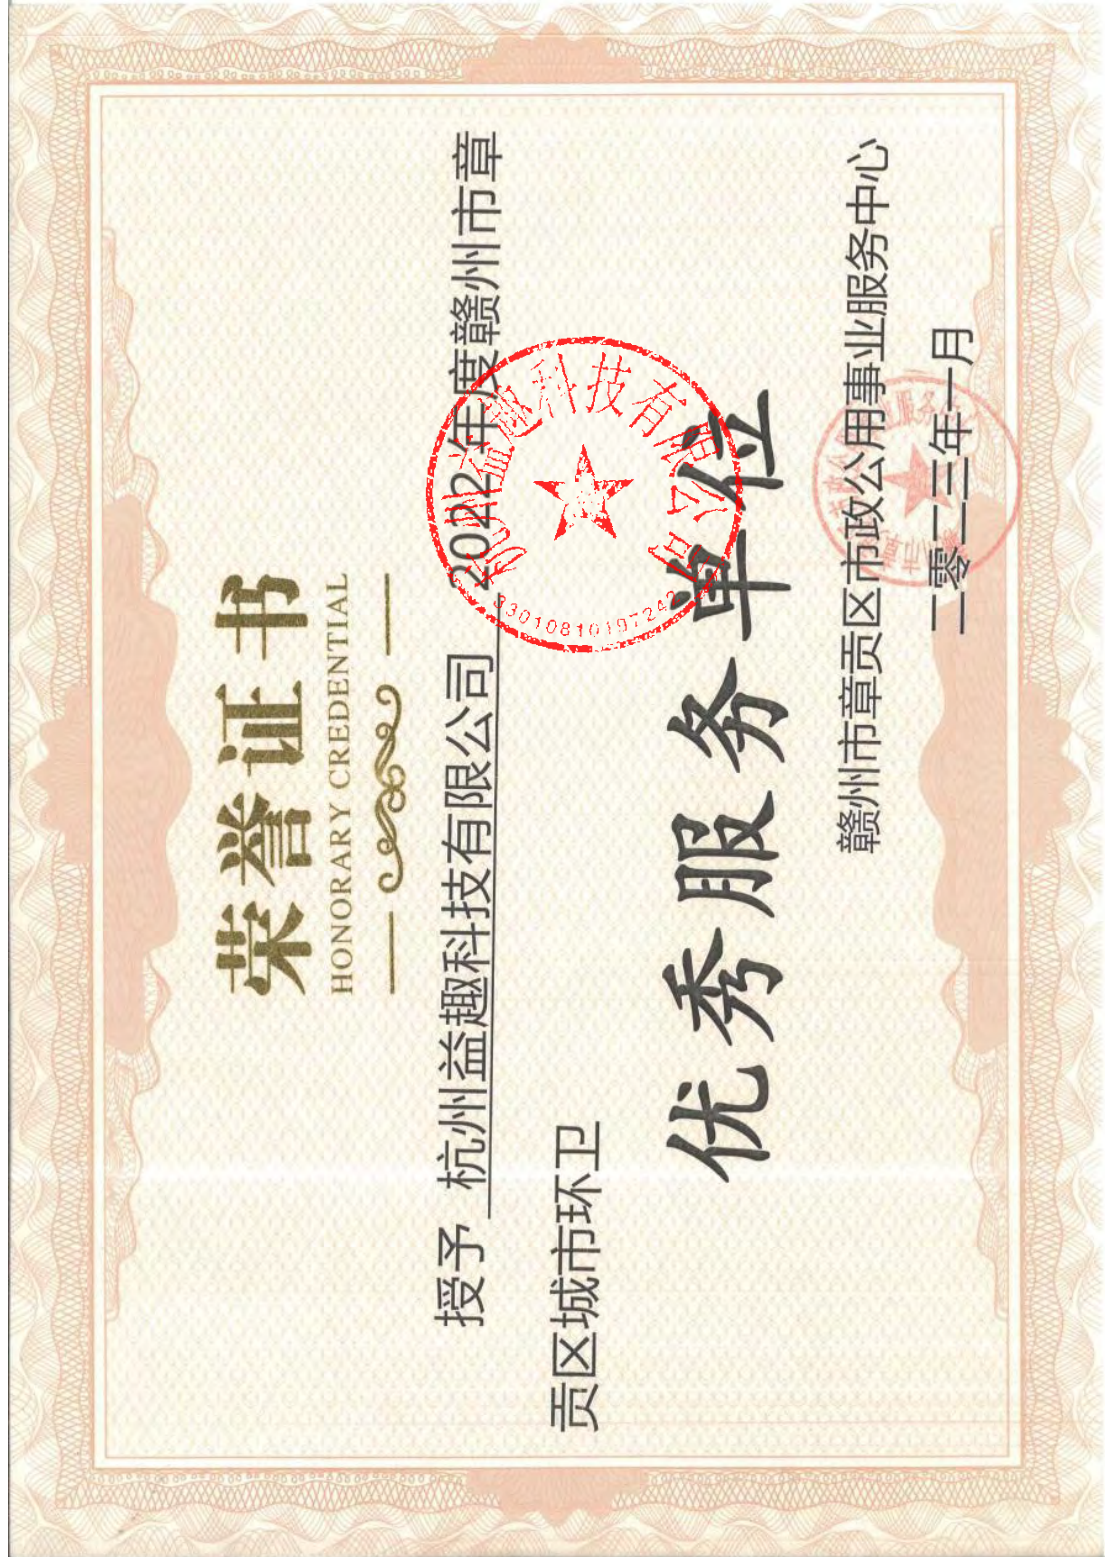 荣誉证书
HONORARY CREDENTIAL
授予 杭州益趣科技有限公司 2022年度赣州市章
贡区城市环卫
优秀服务单位
赣州市章贡区市政公用事业服务中心
二零二三年一月
杭州益趣科技有限公司